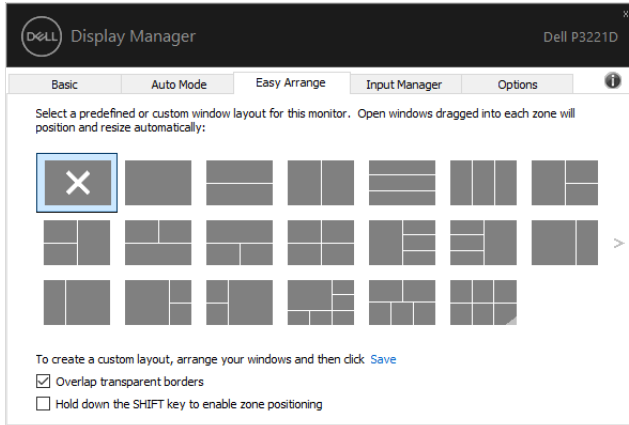 x
DELL Display Manager Dell P3221D
Basic Auto Mode Easy Arrange Input Manager Options i
Select a predefined or custom window layout for this monitor. Open windows dragged into each zone will
position and resize automatically:
>
To create a custom layout, arrange your windows and then click Save
Overlap transparent borders
Hold down the SHIFT key to enable zone positioning